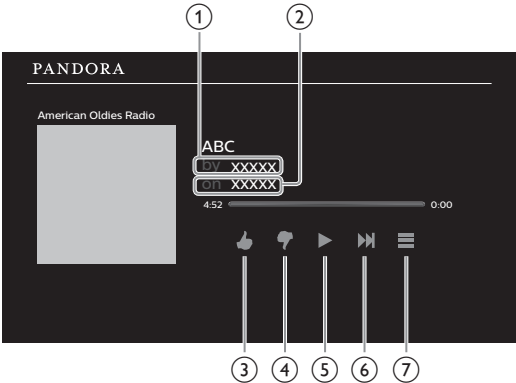 ① ②
PANDORA
American Oldies Radio
ABC
by xxxxx
on xxxxx
4:52 0:00
③ ④ ⑤ ⑥ ⑦